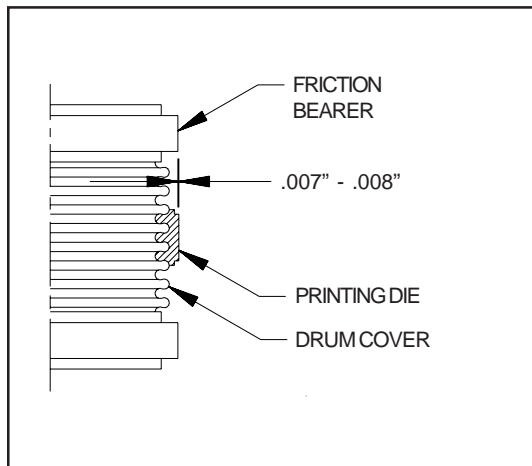 FRICTION
BEARER
.007” - .008”
PRINTING DIE
DRUM COVER